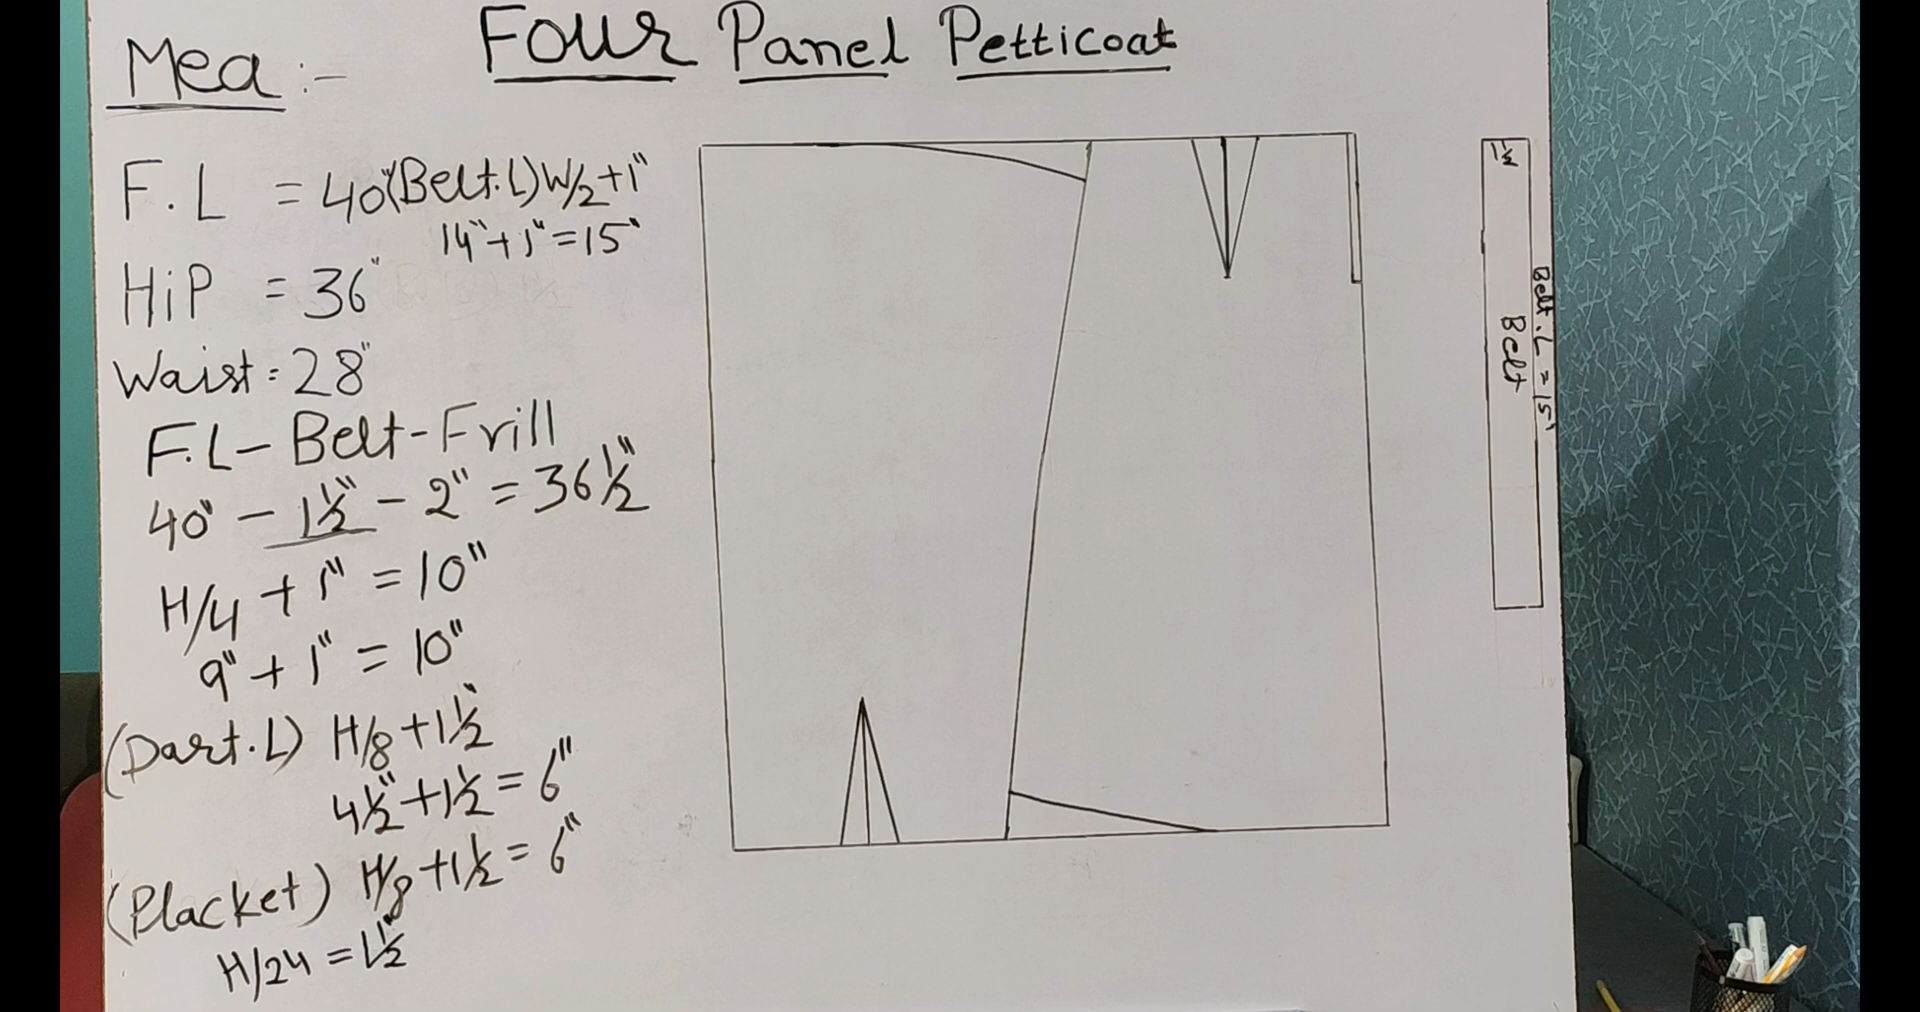 Four Panel Petticoat
Mea :-
F.L = 40"(Belt.L) W/2+1"
14"+1"=15"
HiP = 36"
Waist = 28"
F.L - Belt - Frill
40" - 1½" - 2" = 36½"
H/4 + 1" = 10"
9" + 1" = 10"
(Dart.L) H/8 + 1½"
4½" + 1½ = 6"
(Placket) H/8 + 1½ = 6"
H/24 = 1½"
1½
Belt
Belt.L = 15"